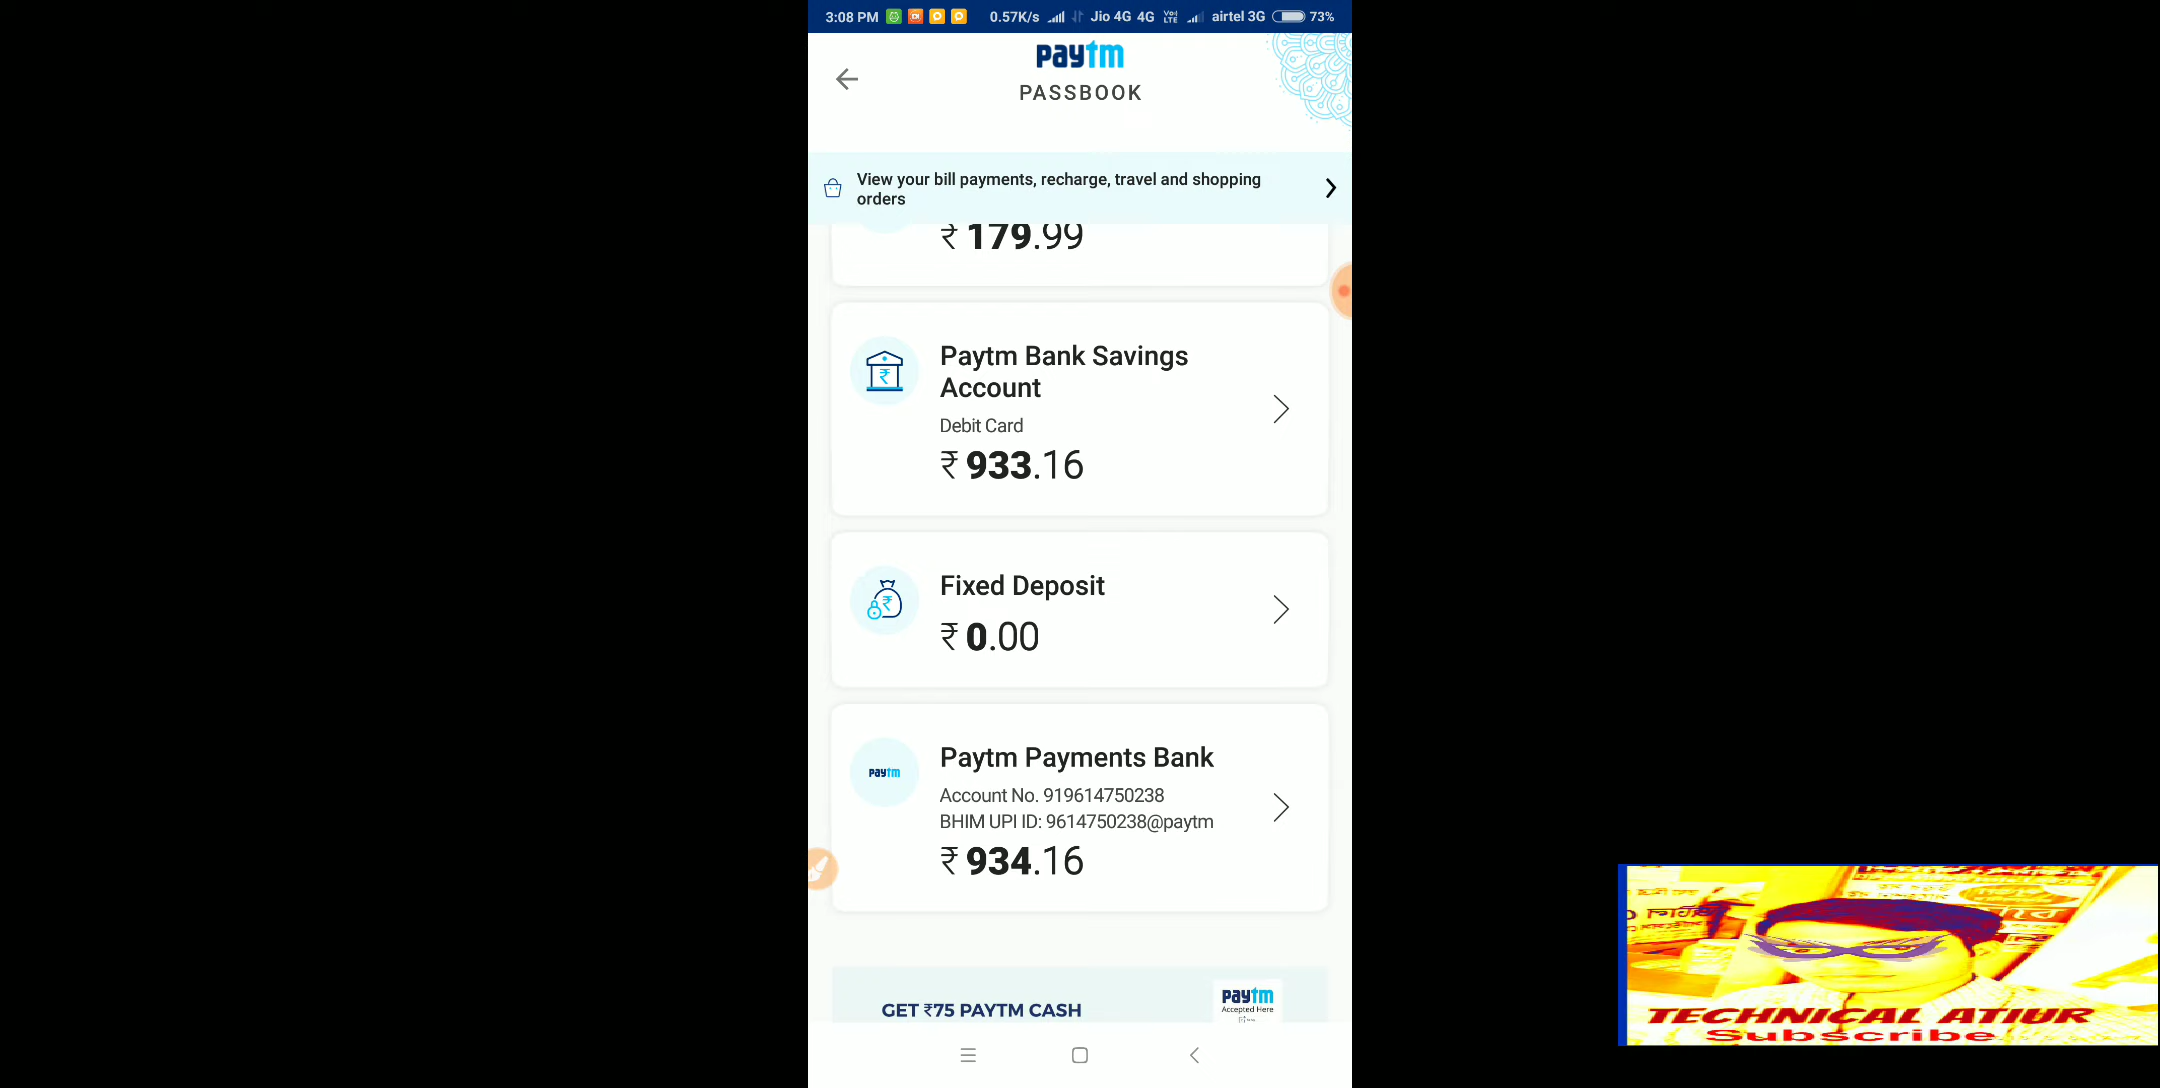 3:08 PM 0.57K/s Jio 4G 4G VoLTE airtel 3G 73%
paytm
PASSBOOK
View your bill payments, recharge, travel and shopping
orders
₹ 179.99
Paytm Bank Savings
Account
Debit Card
₹ 933.16
Fixed Deposit
₹ 0.00
paytm
Paytm Payments Bank
Account No. 919614750238
BHIM UPI ID: 9614750238@paytm
₹ 934.16
GET ₹75 PAYTM CASH
paytm
Accepted Here
TECHNICAL ATIUR
Subscribe